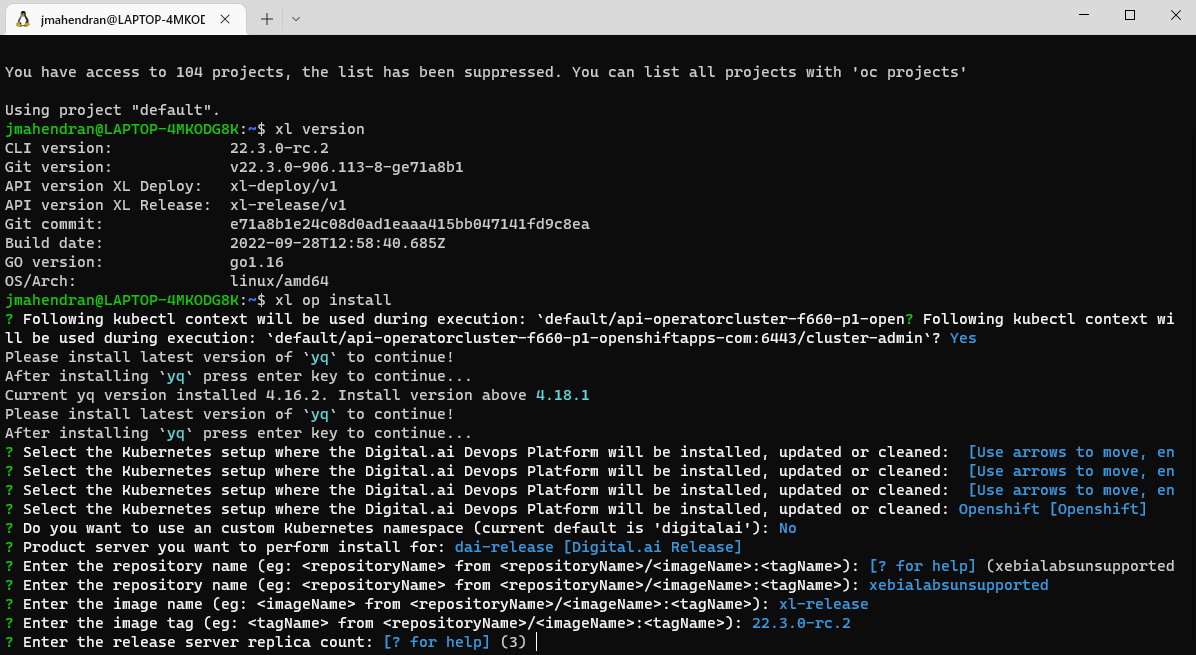 jmahendran@LAPTOP-4MKOD
You have access to 104 projects, the list has been suppressed. You can list all projects with 'oc projects'
Using project "default".
jmahendran@LAPTOP-4MKODG8K:~$ xl version
CLI version: 22.3.0-rc.2
Git version: v22.3.0-906.113-8-ge71a8b1
API version XL Deploy: xl-deploy/v1
API version XL Release: xl-release/v1
Git commit: e71a8b1e24c08d0ad1eaaa415bb047141fd9c8ea
Build date: 2022-09-28T12:58:40.685Z
GO version: go1.16
OS/Arch: linux/amd64
jmahendran@LAPTOP-4MKODG8K:~$ xl op install
? Following kubectl context will be used during execution: `default/api-operatorcluster-f660-p1-open? Following kubectl context wi
ll be used during execution: `default/api-operatorcluster-f660-p1-openshiftapps-com:6443/cluster-admin`? Yes
Please install latest version of `yq` to continue!
After installing `yq` press enter key to continue...
Current yq version installed 4.16.2. Install version above 4.18.1
Please install latest version of `yq` to continue!
After installing `yq` press enter key to continue...
? Select the Kubernetes setup where the Digital.ai Devops Platform will be installed, updated or cleaned:  [Use arrows to move, en
? Select the Kubernetes setup where the Digital.ai Devops Platform will be installed, updated or cleaned:  [Use arrows to move, en
? Select the Kubernetes setup where the Digital.ai Devops Platform will be installed, updated or cleaned:  [Use arrows to move, en
? Select the Kubernetes setup where the Digital.ai Devops Platform will be installed, updated or cleaned: Openshift [Openshift]
? Do you want to use an custom Kubernetes namespace (current default is 'digitalai'): No
? Product server you want to perform install for: dai-release [Digital.ai Release]
? Enter the repository name (eg: <repositoryName> from <repositoryName>/<imageName>:<tagName>): [? for help] (xebialabsunsupported
? Enter the repository name (eg: <repositoryName> from <repositoryName>/<imageName>:<tagName>): xebialabsunsupported
? Enter the image name (eg: <imageName> from <repositoryName>/<imageName>:<tagName>): xl-release
? Enter the image tag (eg: <tagName> from <repositoryName>/<imageName>:<tagName>): 22.3.0-rc.2
? Enter the release server replica count: [? for help] (3)